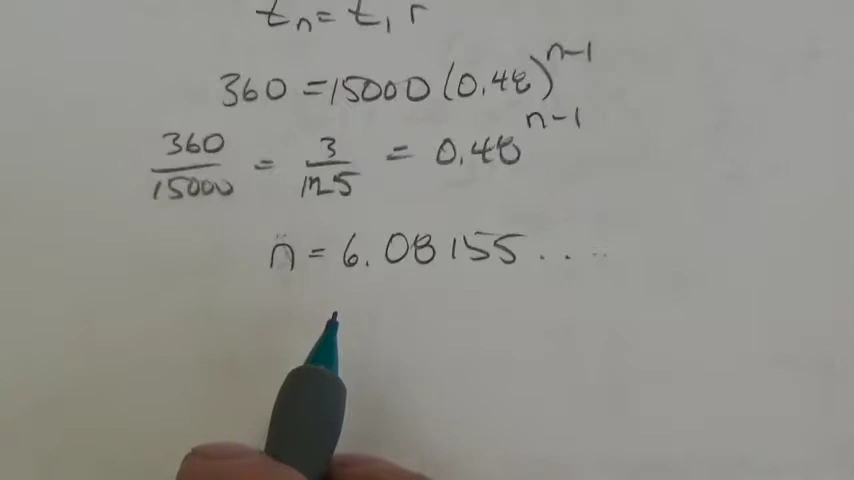 tn = t1 r
360 = 15000 (0.48)^n-1
360/15000 = 3/125 = 0.48^n-1
n = 6.08155....